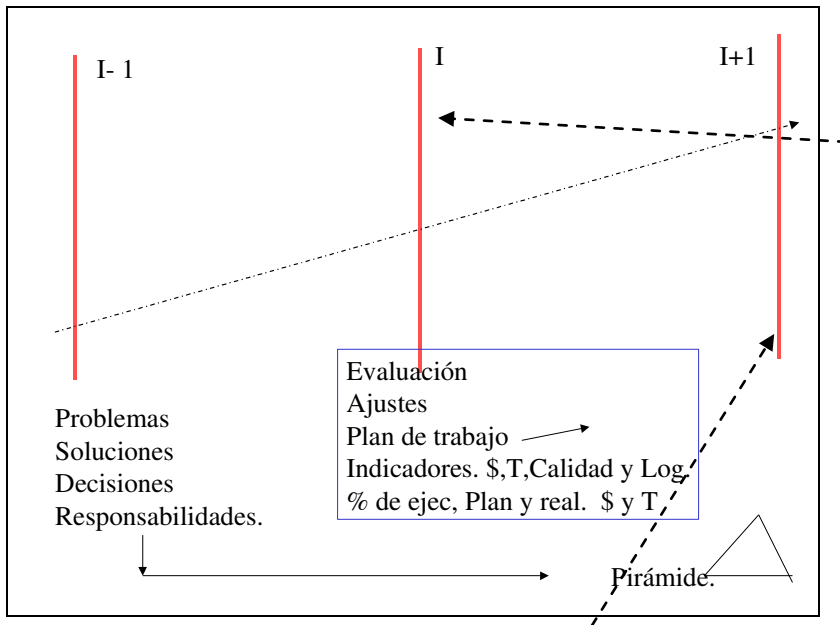 I- 1
I
I+1
Problemas
Soluciones
Decisiones
Responsabilidades.
Evaluación
Ajustes
Plan de trabajo
Indicadores. $,T,Calidad y Log.
% de ejec, Plan y real.  $ y T
Pirámide.